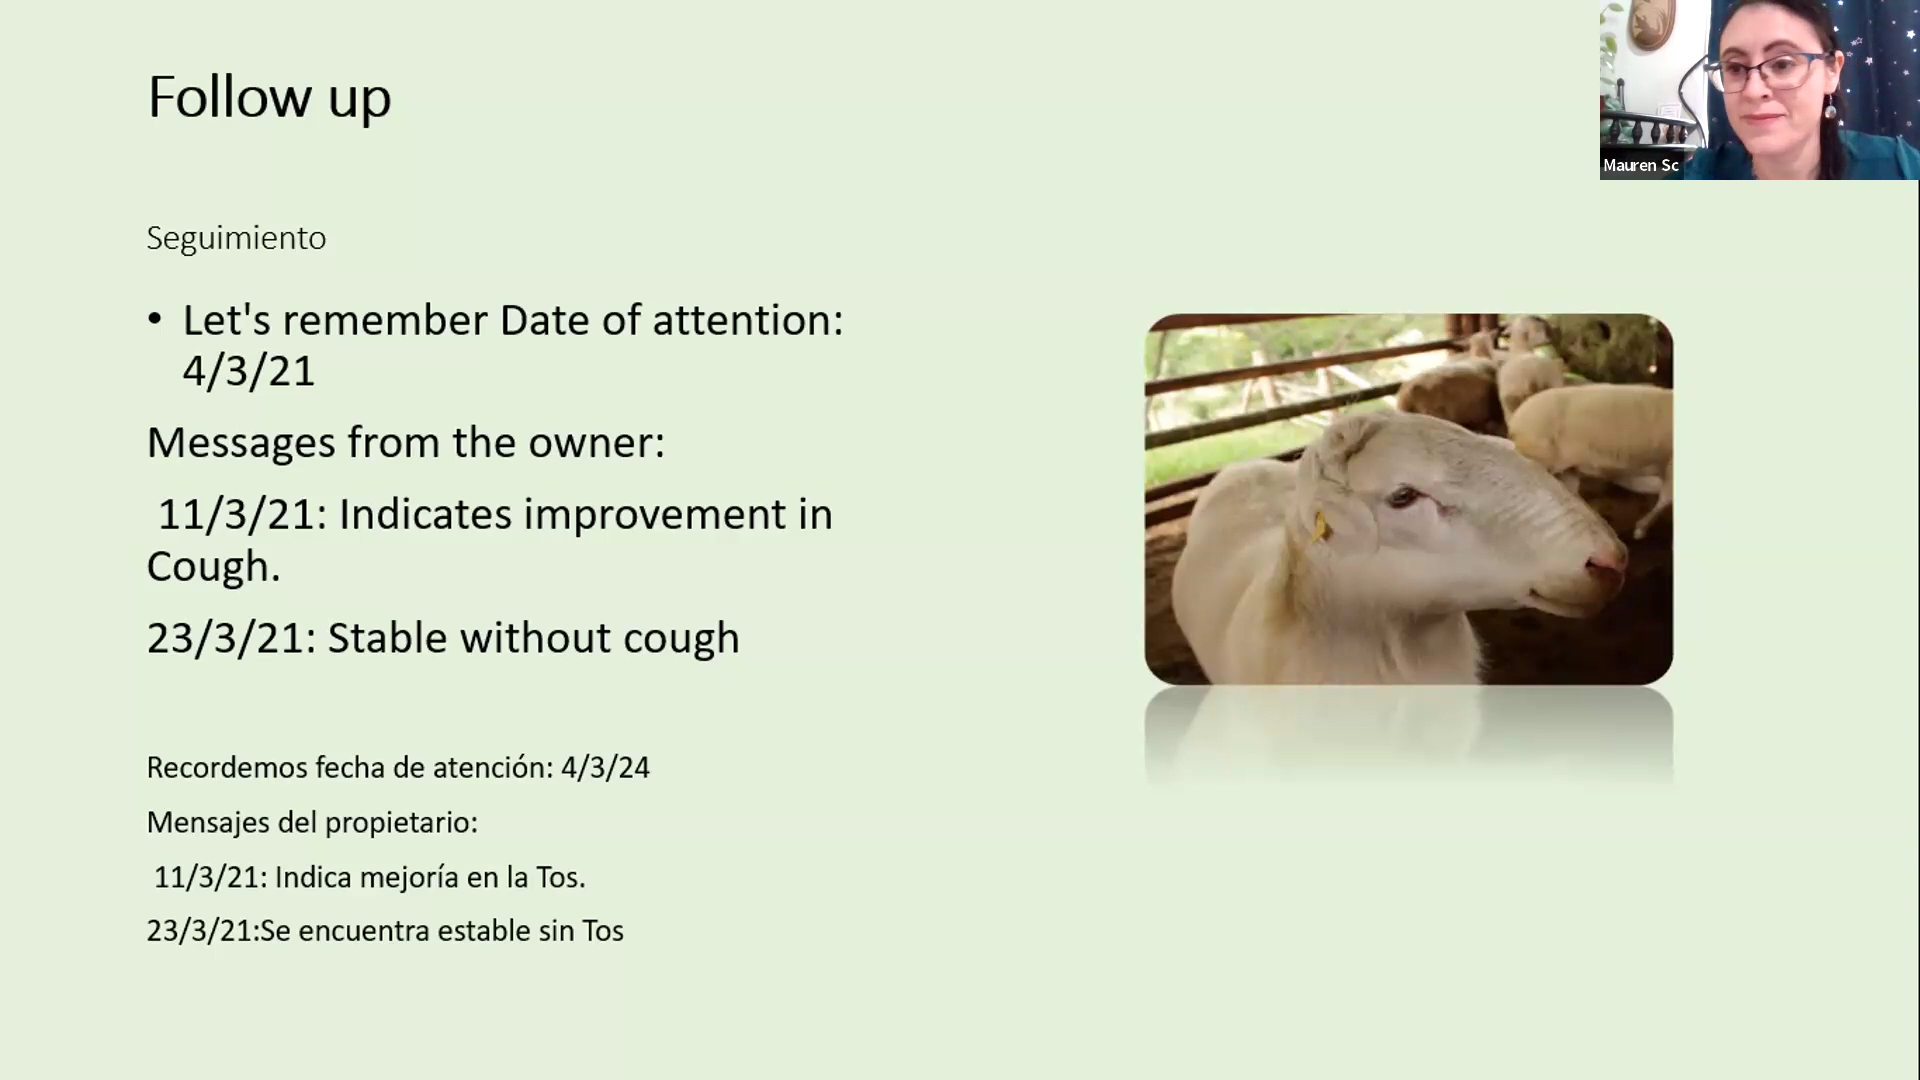 Follow up
Mauren Sc
Seguimiento
• Let's remember Date of attention:
4/3/21
Messages from the owner:
11/3/21: Indicates improvement in
Cough.
23/3/21: Stable without cough
Recordemos fecha de atención: 4/3/24
Mensajes del propietario:
11/3/21: Indica mejoría en la Tos.
23/3/21:Se encuentra estable sin Tos